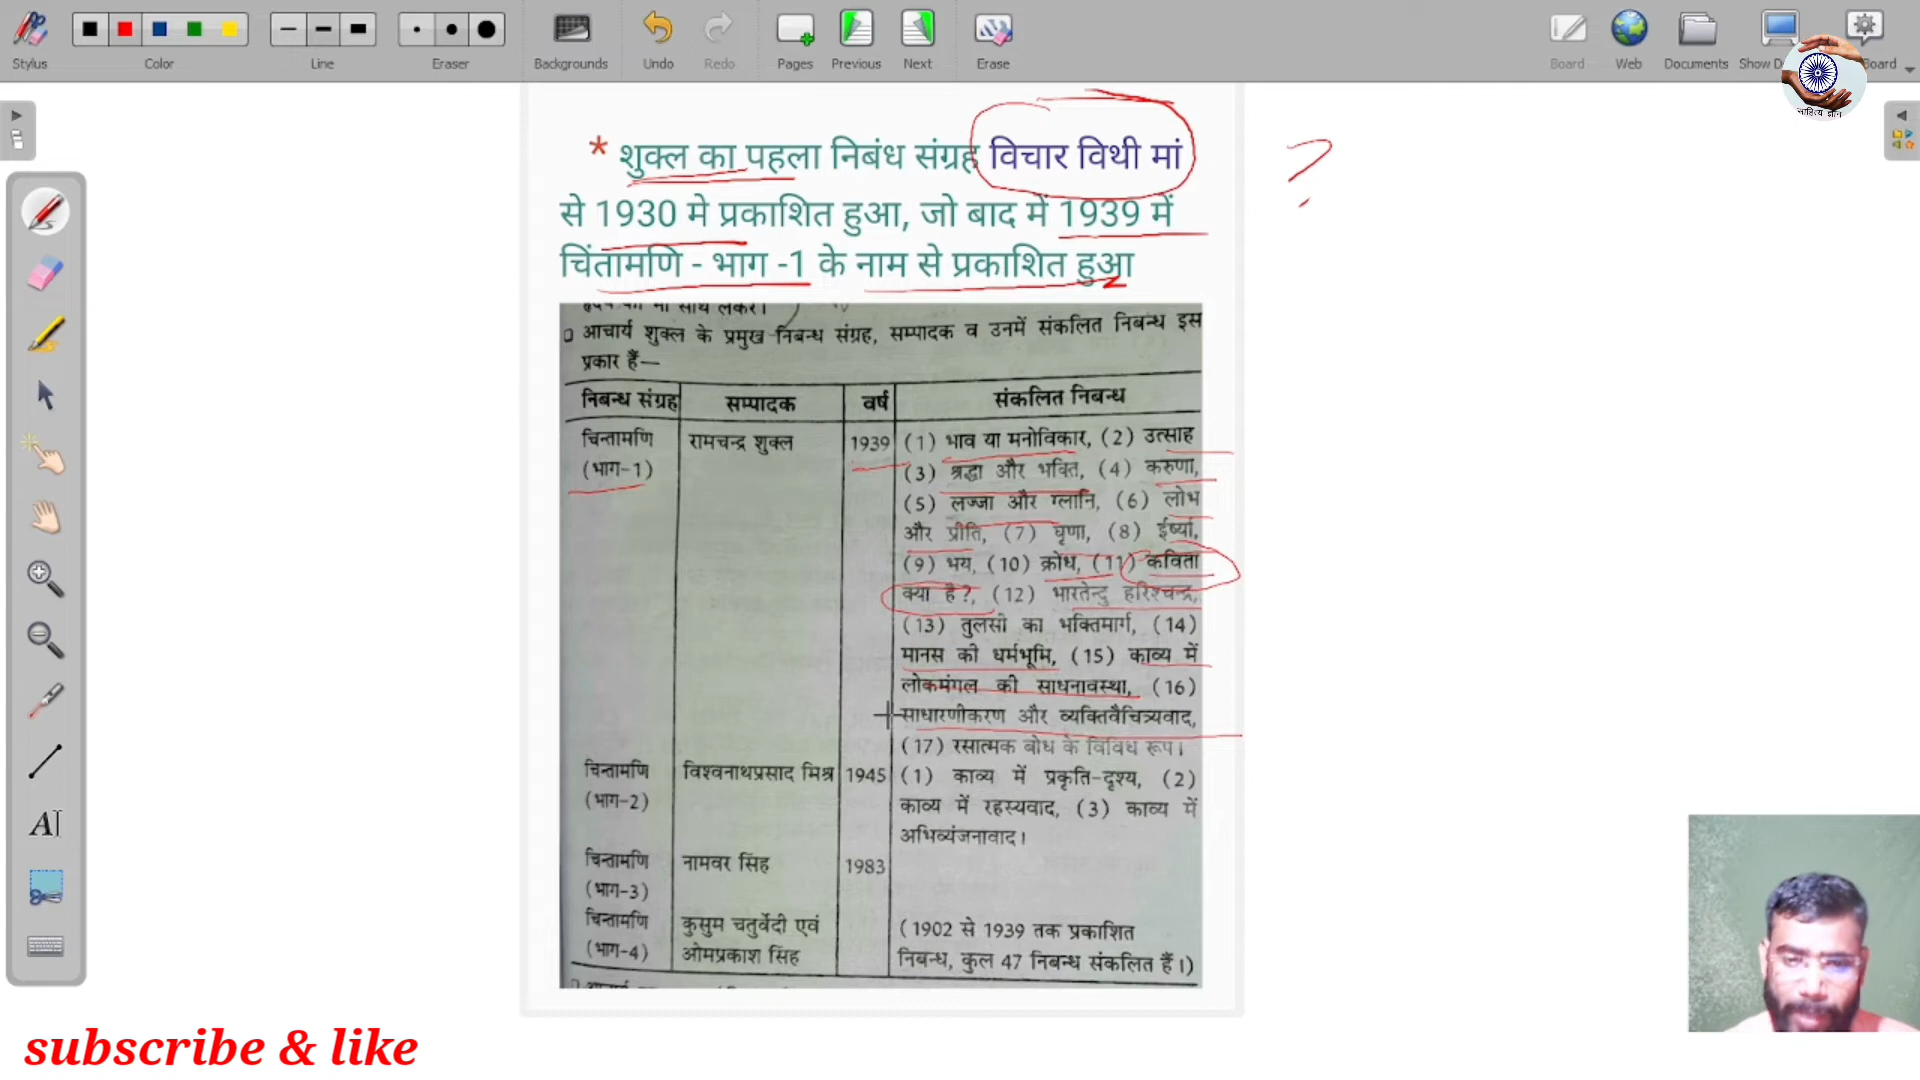 Stylus
Color
Line
Eraser
Backgrounds
Undo
Redo
Pages
Previous
Next
Erase
Board
Web
Documents
Show D
Board
साहित्य ज्ञान
* शुक्ल का पहला निबंध संग्रह विचार विथी मां
से 1930 मे प्रकाशित हुआ, जो बाद में 1939 में
चिंतामणि - भाग -1 के नाम से प्रकाशित हुआ
?
आचार्य शुक्ल के प्रमुख निबन्ध संग्रह, सम्पादक व उनमें संकलित निबन्ध इस
प्रकार हैं—
निबन्ध संग्रह सम्पादक वर्ष संकलित निबन्ध
चिन्तामणि रामचन्द्र शुक्ल 1939 (1) भाव या मनोविकार, (2) उत्साह
(भाग-1) (3) श्रद्धा और भक्ति, (4) करुणा,
(5) लज्जा और ग्लानि, (6) लोभ
और प्रीति, (7) घृणा, (8) ईर्ष्या,
(9) भय, (10) क्रोध, (11) कविता
क्या है?, (12) भारतेन्दु हरिश्चन्द्र,
(13) तुलसी का भक्तिमार्ग, (14)
मानस की धर्मभूमि, (15) काव्य में
लोकमंगल की साधनावस्था, (16)
साधारणीकरण और व्यक्तिवैचित्र्यवाद,
(17) रसात्मक बोध के विविध रूप।
चिन्तामणि विश्वनाथप्रसाद मिश्र 1945 (1) काव्य में प्रकृति-दृश्य, (2)
(भाग-2) काव्य में रहस्यवाद, (3) काव्य में
अभिव्यंजनावाद।
चिन्तामणि नामवर सिंह 1983
(भाग-3)
चिन्तामणि कुसुम चतुर्वेदी एवं (1902 से 1939 तक प्रकाशित
(भाग-4) ओमप्रकाश सिंह निबन्ध, कुल 47 निबन्ध संकलित हैं।)
subscribe & like